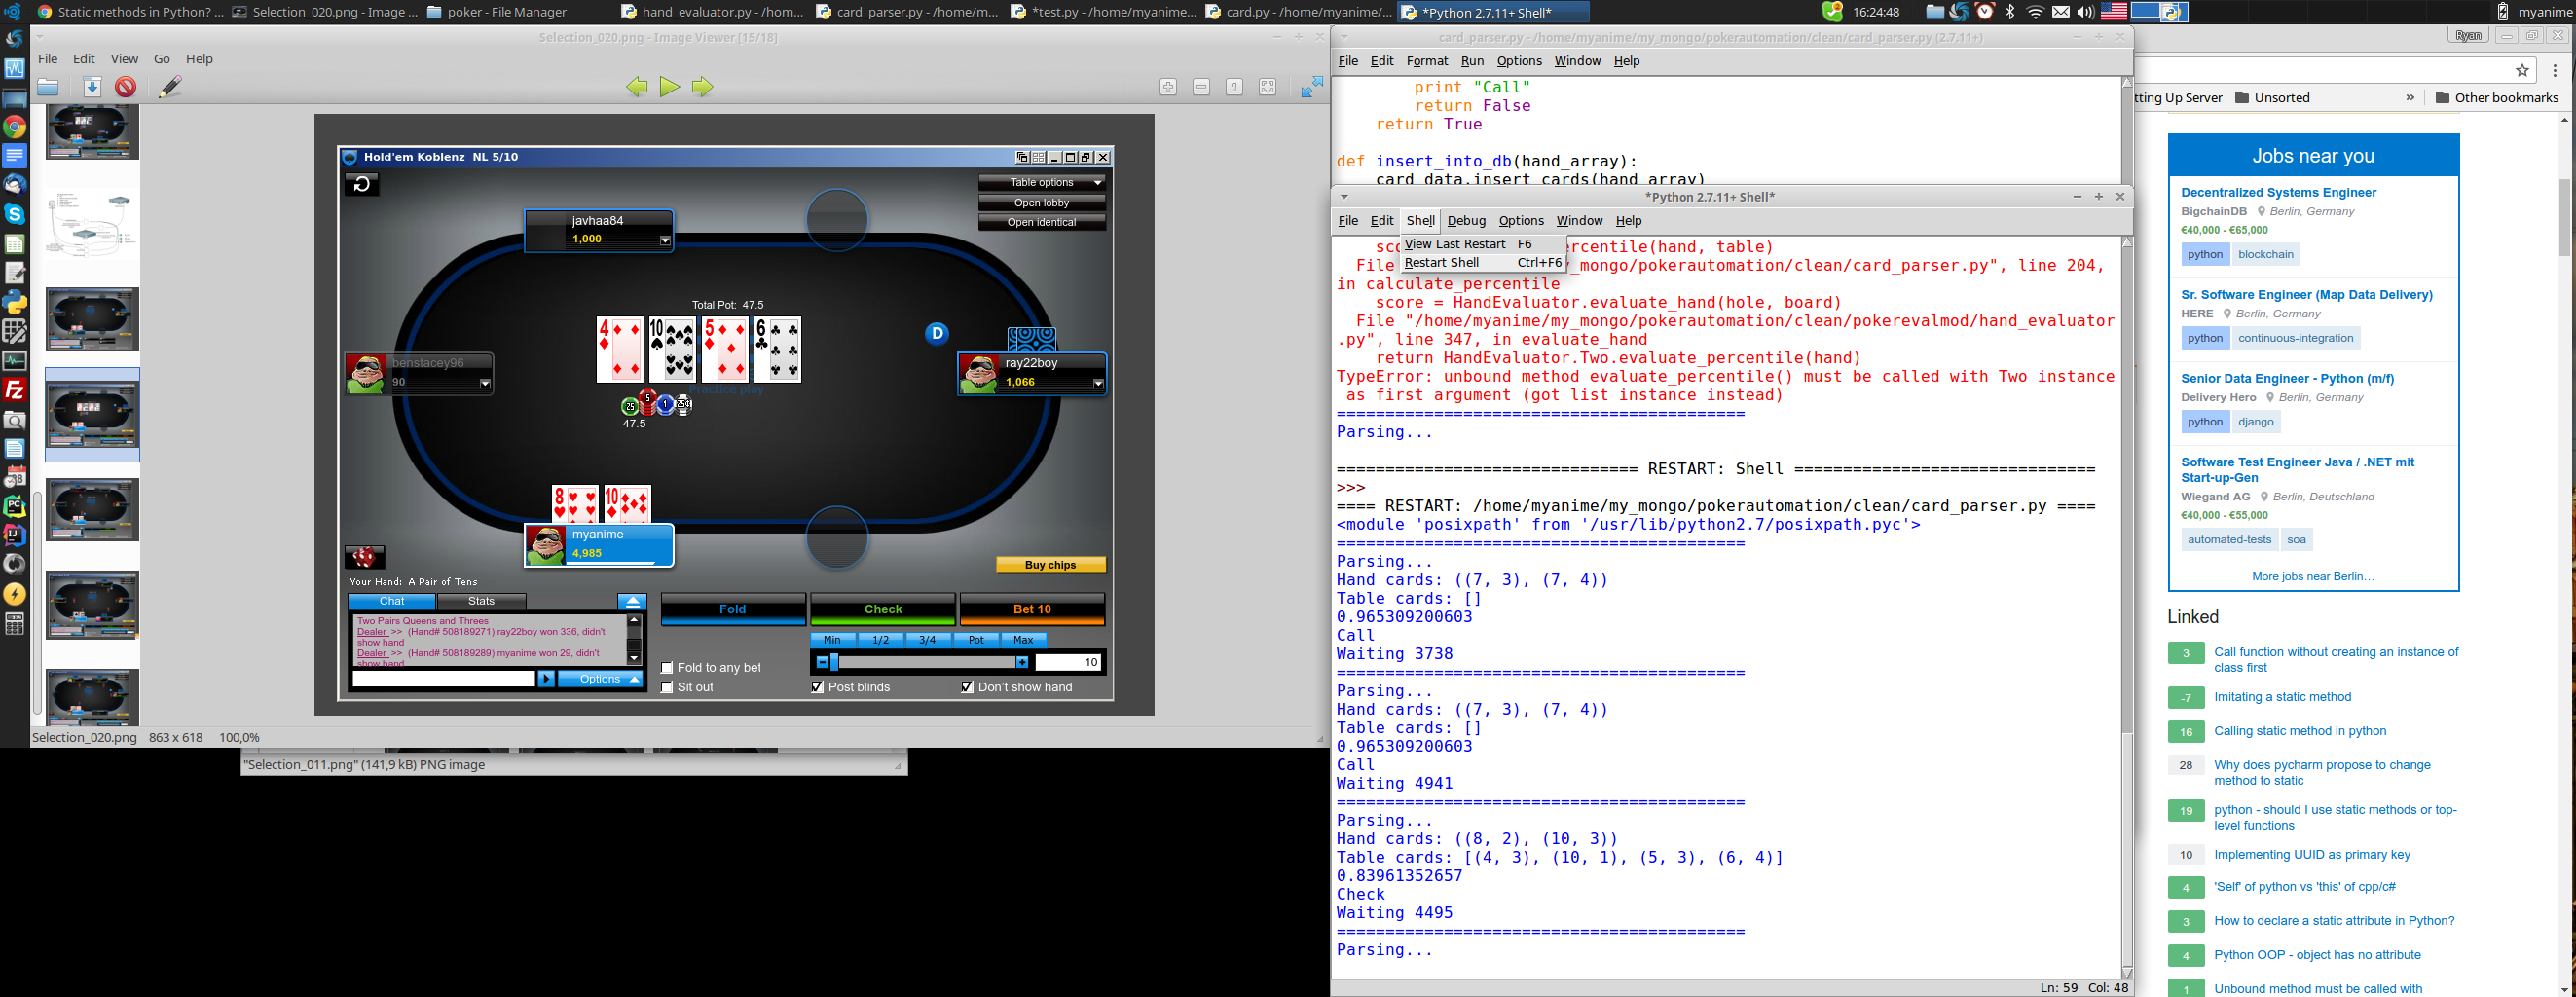 Static methods in Python? ...
Selection_020.png - Image ...
poker - File Manager
hand_evaluator.py - /hom...
card_parser.py - /home/m...
*test.py - /home/myanime...
card.py - /home/myanime/...
*Python 2.7.11+ Shell*
16:24:48
myanime
Selection_020.png - Image Viewer [15/18]
File Edit View Go Help
Hold'em Koblenz NL 5/10
Table options
Open lobby
Open identical
javhaa84
1,000
Total Pot: 47.5
4 10 5 6
D
benstacey96
90
ray22boy
1,066
Practice play
25 5 1 25¢
47.5
8 10
myanime
4,985
Buy chips
Your Hand: A Pair of Tens
Chat Stats
Fold Check Bet 10
Two Pairs Queens and Threes
Dealer >> (Hand# 508189271) ray22boy won 336, didn't
show hand
Dealer >> (Hand# 508189289) myanime won 29, didn't
show hand
Min 1/2 3/4 Pot Max
10
Fold to any bet
Options
Sit out
Post blinds
Don't show hand
Selection_020.png 863 x 618 100,0%
"Selection_011.png" (141,9 kB) PNG image
card_parser.py - /home/myanime/my_mongo/pokerautomation/clean/card_parser.py (2.7.11+)
File Edit Format Run Options Window Help
print "Call"
return False
return True
def insert_into_db(hand_array):
card_data.insert_cards(hand_array)
*Python 2.7.11+ Shell*
File Edit Shell Debug Options Window Help
View Last Restart F6
Restart Shell Ctrl+F6
sco
rcentile(hand, table)
File
_mongo/pokerautomation/clean/card_parser.py", line 204,
in calculate_percentile
score = HandEvaluator.evaluate_hand(hole, board)
File "/home/myanime/my_mongo/pokerautomation/clean/pokerevalmod/hand_evaluator
.py", line 347, in evaluate_hand
return HandEvaluator.Two.evaluate_percentile(hand)
TypeError: unbound method evaluate_percentile() must be called with Two instance
as first argument (got list instance instead)
==========================================
Parsing...
=============================== RESTART: Shell ===============================
>>>
==== RESTART: /home/myanime/my_mongo/pokerautomation/clean/card_parser.py ====
<module 'posixpath' from '/usr/lib/python2.7/posixpath.pyc'>
==========================================
Parsing...
Hand cards: ((7, 3), (7, 4))
Table cards: []
0.965309200603
Call
Waiting 3738
==========================================
Parsing...
Hand cards: ((7, 3), (7, 4))
Table cards: []
0.965309200603
Call
Waiting 4941
==========================================
Parsing...
Hand cards: ((8, 2), (10, 3))
Table cards: [(4, 3), (10, 1), (5, 3), (6, 4)]
0.83961352657
Check
Waiting 4495
==========================================
Parsing...
Ln: 59 Col: 48
Ryan
tting Up Server
Unsorted
»
Other bookmarks
Jobs near you
Decentralized Systems Engineer
BigchainDB Berlin, Germany
€40,000 - €65,000
python blockchain
Sr. Software Engineer (Map Data Delivery)
HERE Berlin, Germany
python continuous-integration
Senior Data Engineer - Python (m/f)
Delivery Hero Berlin, Germany
python django
Software Test Engineer Java / .NET mit
Start-up-Gen
Wiegand AG Berlin, Deutschland
€40,000 - €55,000
automated-tests soa
More jobs near Berlin...
Linked
3 Call function without creating an instance of
class first
-7 Imitating a static method
16 Calling static method in python
28 Why does pycharm propose to change
method to static
19 python - should I use static methods or top-
level functions
10 Implementing UUID as primary key
4 'Self' of python vs 'this' of cpp/c#
3 How to declare a static attribute in Python?
4 Python OOP - object has no attribute
1 Unbound method must be called with